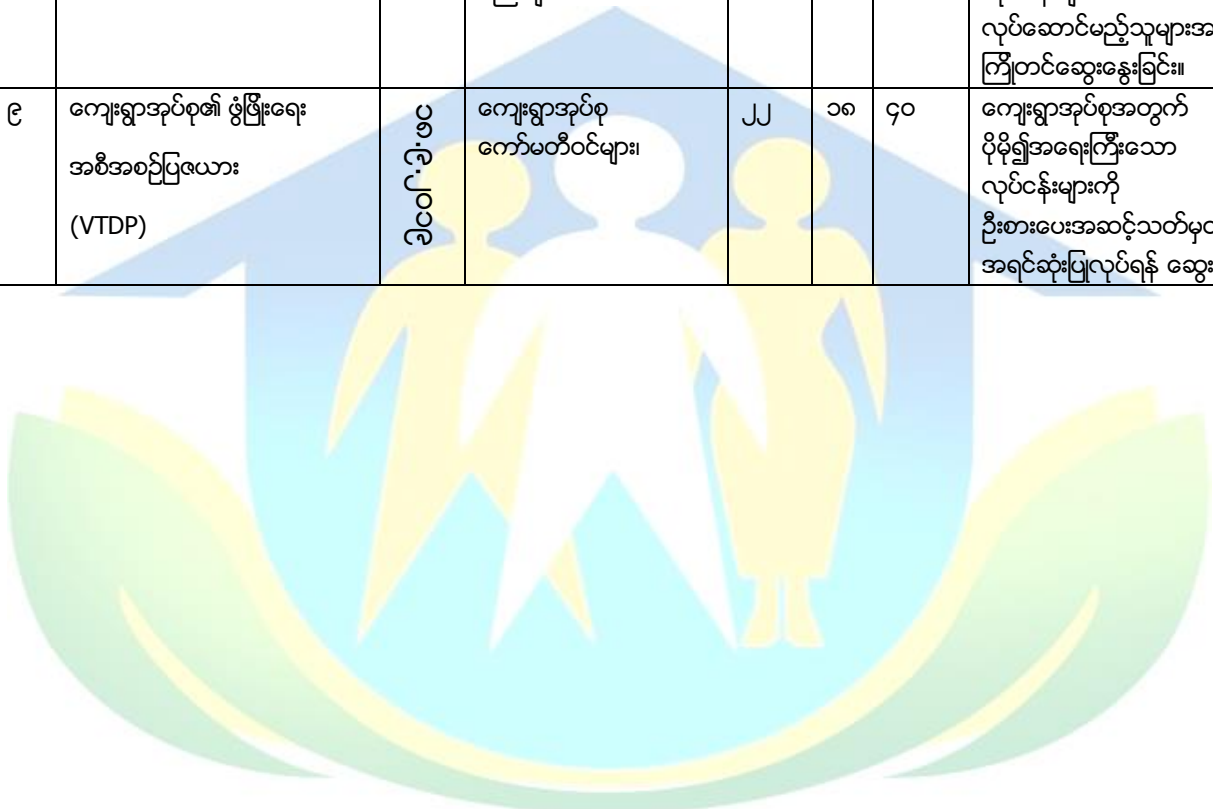 လုပ်ဆောင်မည့်သူများအ
ကြိုတင်ဆွေးနွေးခြင်း။
၉
ကျေးရွာအုပ်စု၏ ဖွံ့ဖြိုးရေး
အစီအစဉ်ပြဇယား
(VTDP)
ကျေးရွာအုပ်စု
ကော်မတီဝင်များ၊
၂၂
၁၈
၄၀
ကျေးရွာအုပ်စုအတွက်
ပိုမို၍အရေးကြီးသော
လုပ်ငန်းများကို
ဦးစားပေးအဆင့်သတ်မှတ
အရင်ဆုံးပြုလုပ်ရန် ဆွေး